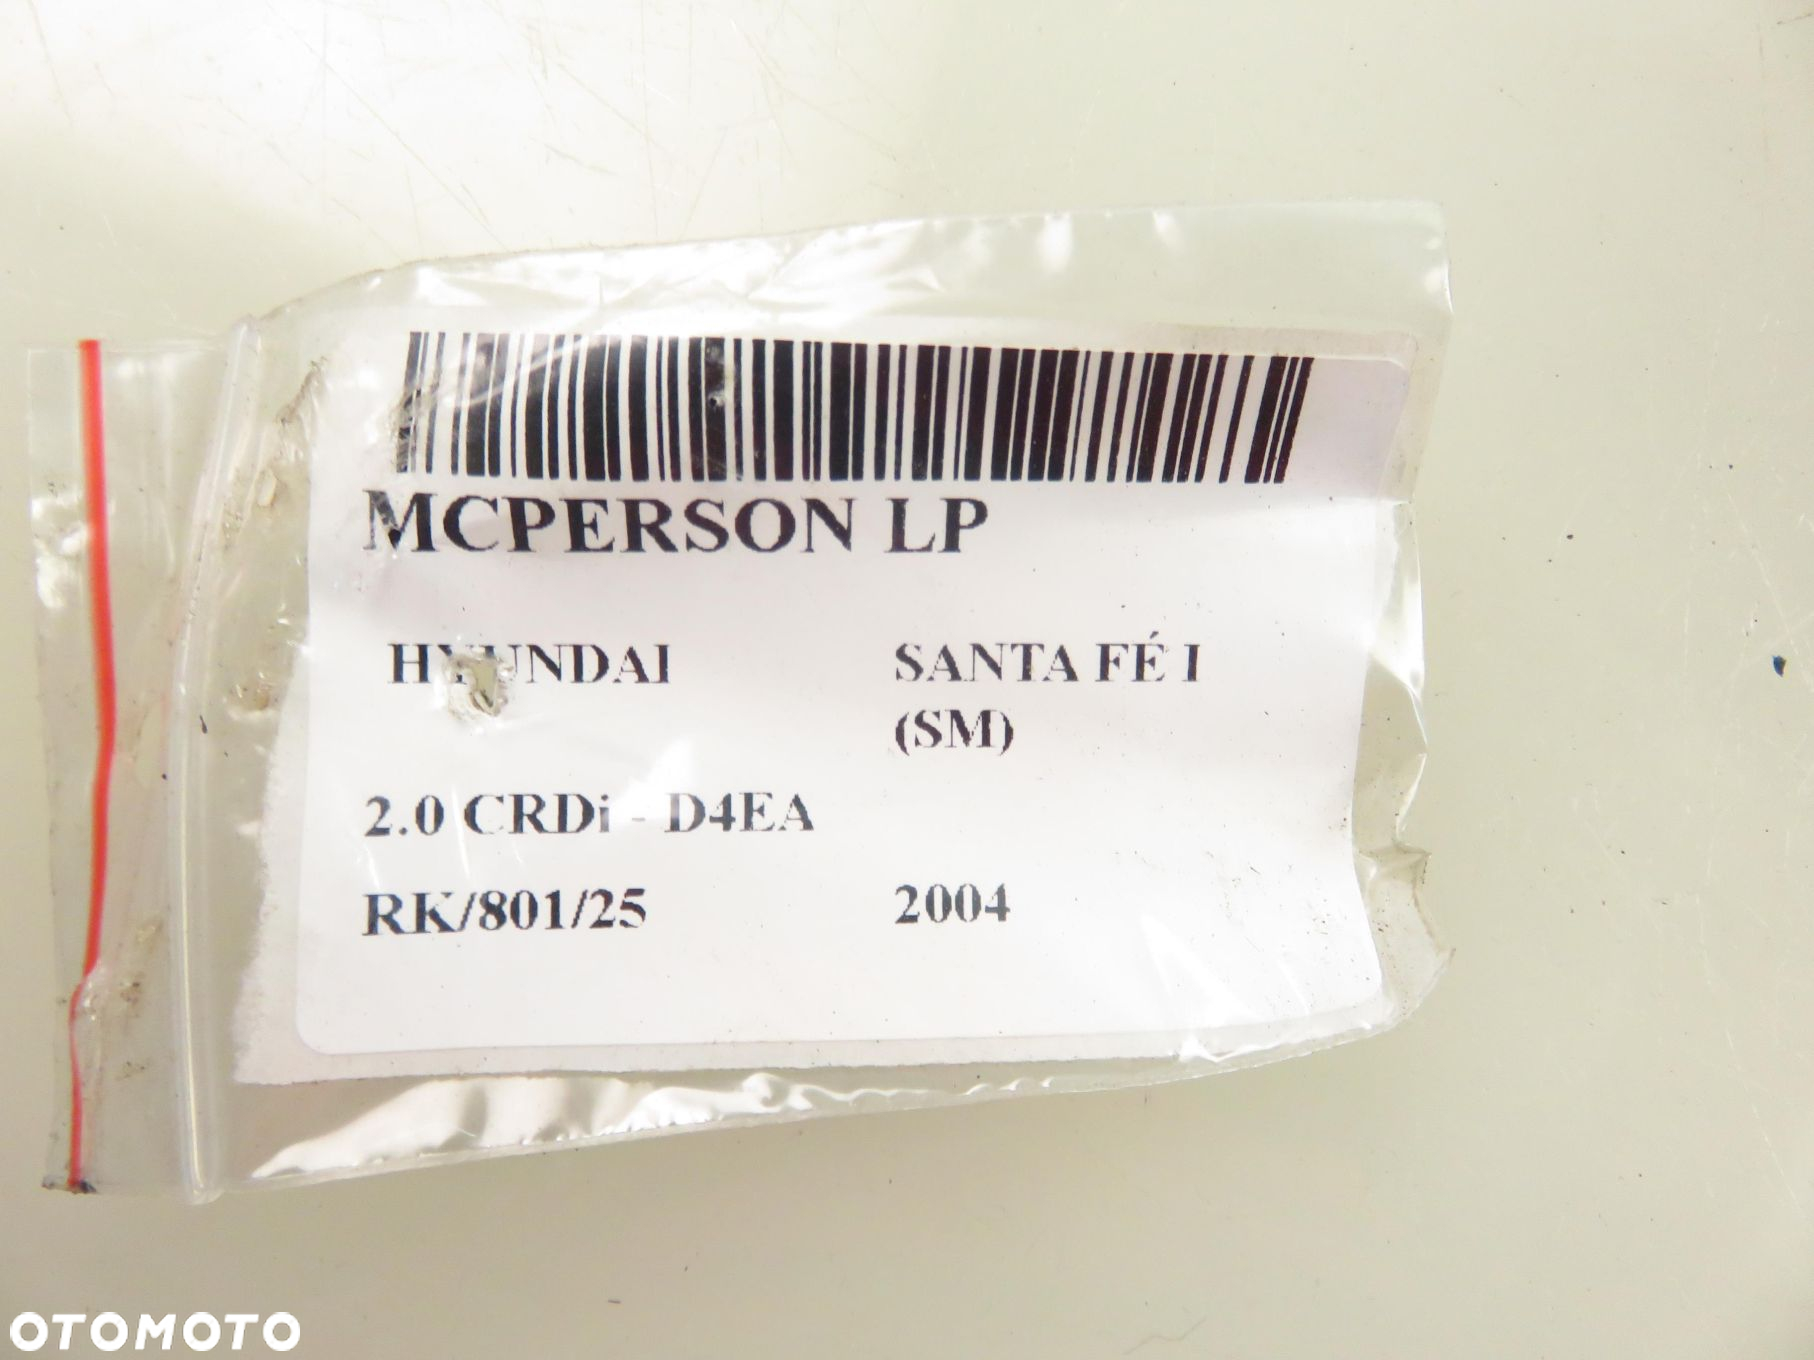 MCPERSON LP
HYUNDAI SANTA FÉ I
(SM)
2.0 CRDi - D4EA
RK/801/25 2004
OTOMOTO